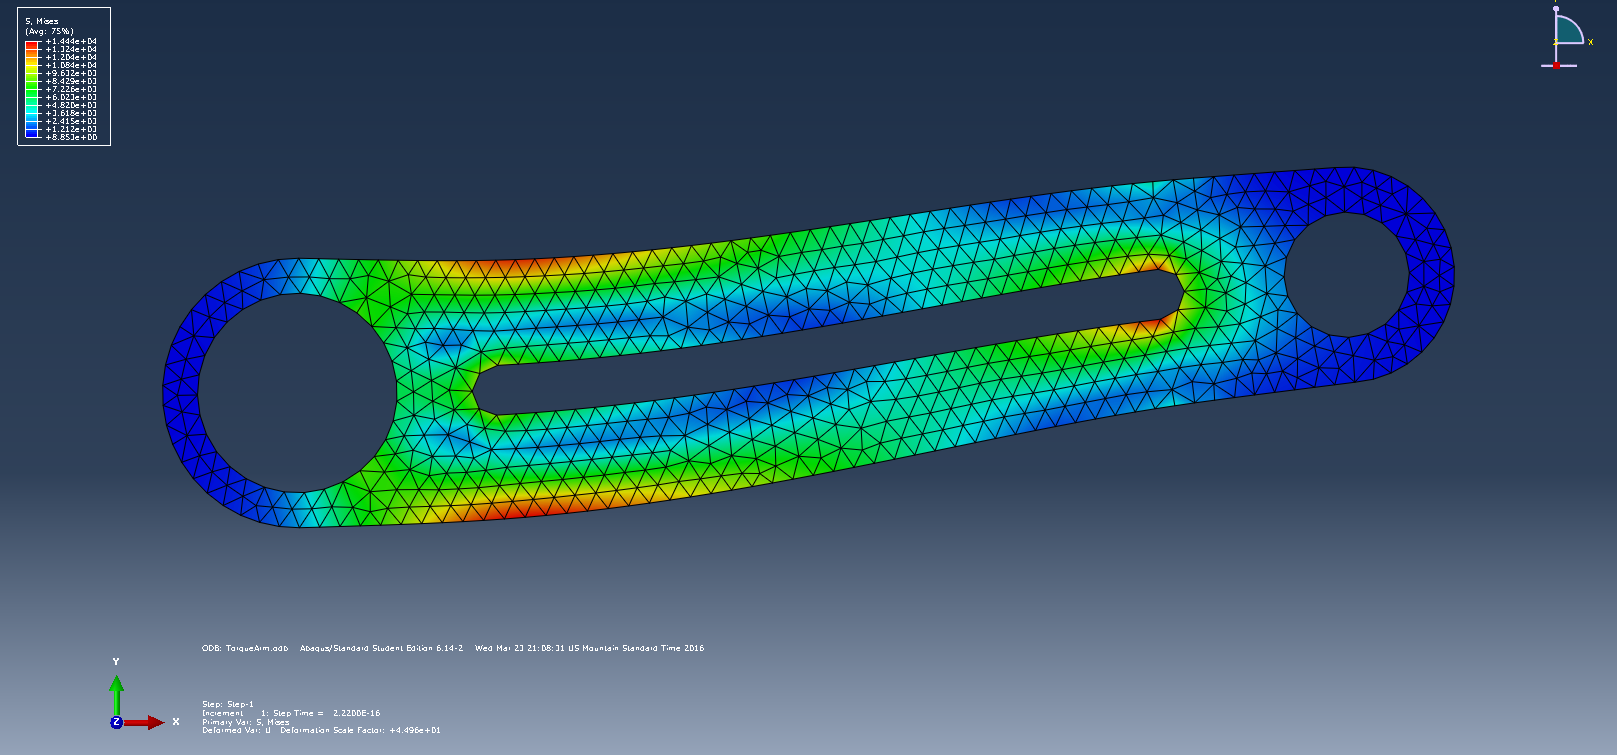 S, Mises
(Avg: 75%)
+1.444e+04
+1.324e+04
+1.204e+04
+1.084e+04
+9.632e+03
+8.429e+03
+7.226e+03
+6.023e+03
+4.820e+03
+3.618e+03
+2.415e+03
+1.212e+03
+8.853e+00
X
ODB: TorqueArm.odb Abaqus/Standard Student Edition 6.14-2 Wed Mar 23 21:08:31 US Mountain Standard Time 2016
Y
Z
X
Step: Step-1
Increment 1: Step Time = 2.2200E-16
Primary Var: S, Mises
Deformed Var: U Deformation Scale Factor: +4.496e+01